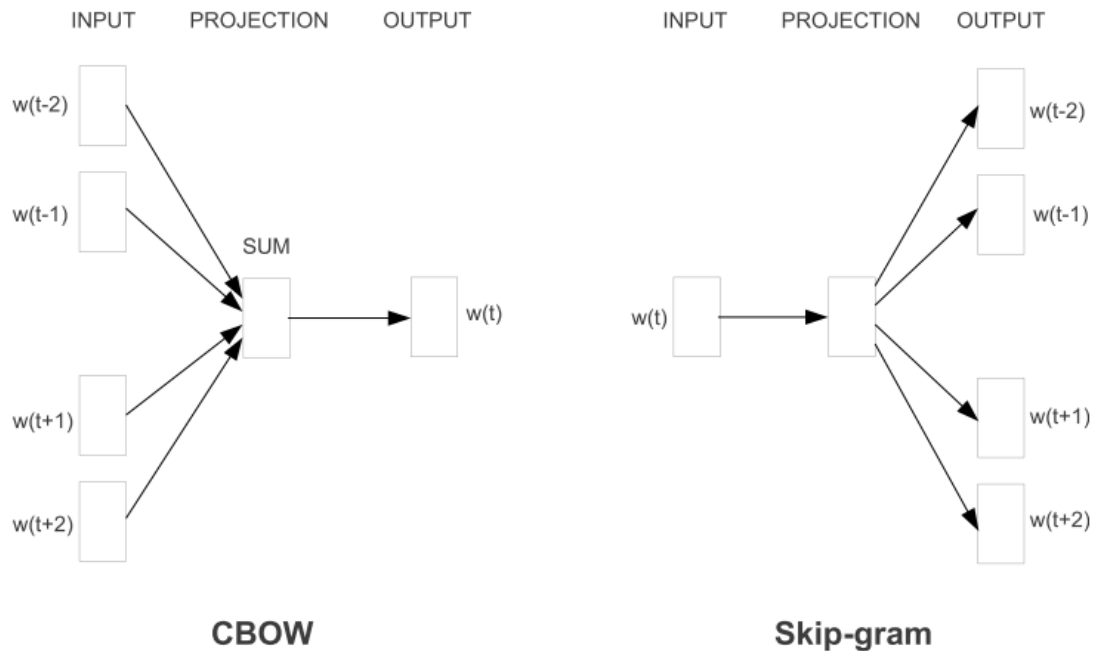 INPUT PROJECTION OUTPUT
w(t-2)
w(t-1)
SUM
w(t)
w(t+1)
w(t+2)
CBOW
INPUT PROJECTION OUTPUT
w(t-2)
w(t-1)
w(t)
w(t+1)
w(t+2)
Skip-gram